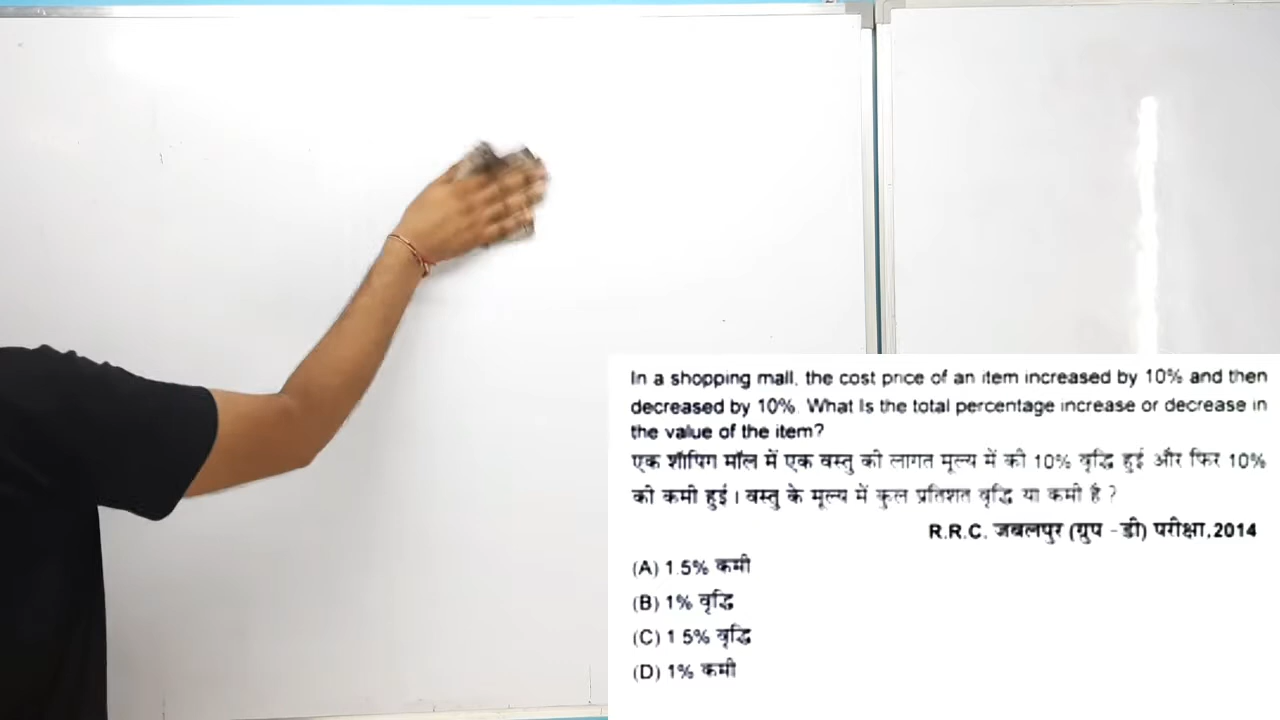 In a shopping mall, the cost price of an item increased by 10% and then
decreased by 10%. What Is the total percentage increase or decrease in
the value of the item?
एक शॉपिंग मॉल में एक वस्तु की लागत मूल्य में की 10% वृद्धि हुई और फिर 10%
की कमी हुई। वस्तु के मूल्य में कुल प्रतिशत वृद्धि या कमी है ?
R.R.C. जबलपुर (ग्रुप - डी) परीक्षा,2014
(A) 1.5% कमी
(B) 1% वृद्धि
(C) 1 5% वृद्धि
(D) 1% कमी